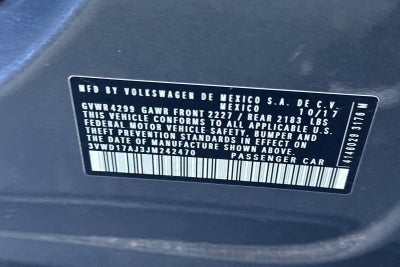 MFD BY VOLKSWAGEN DE MEXICO S.A. DE C.V.
MEXICO 10/17
GVWR 4299 GAWR FRONT 2227 / REAR 2183 LBS
THIS VEHICLE CONFORMS TO ALL APPLICABLE U.S.
FEDERAL MOTOR VEHICLE SAFETY, BUMPER AND
THEFT PREVENTION STANDARDS IN EFFECT ON
THE DATE OF MANUFACTURE SHOWN ABOVE.
3VWD17AJ3JM242470 PASSENGER CAR
4146029 3176 M